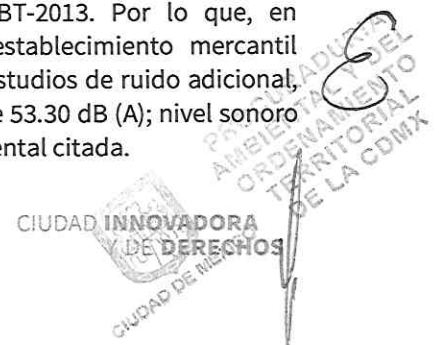 BT-2013. Por lo que, en
establecimiento mercantil
studios de ruido adicional,
e 53.30 dB (A); nivel sonoro
ental citada.
PROCURADURÍA
AMBIENTAL Y DEL
ORDENAMIENTO
TERRITORIAL
DE LA CDMX
CIUDAD INNOVADORA
Y DE DERECHOS
CIUDAD DE MÉXICO